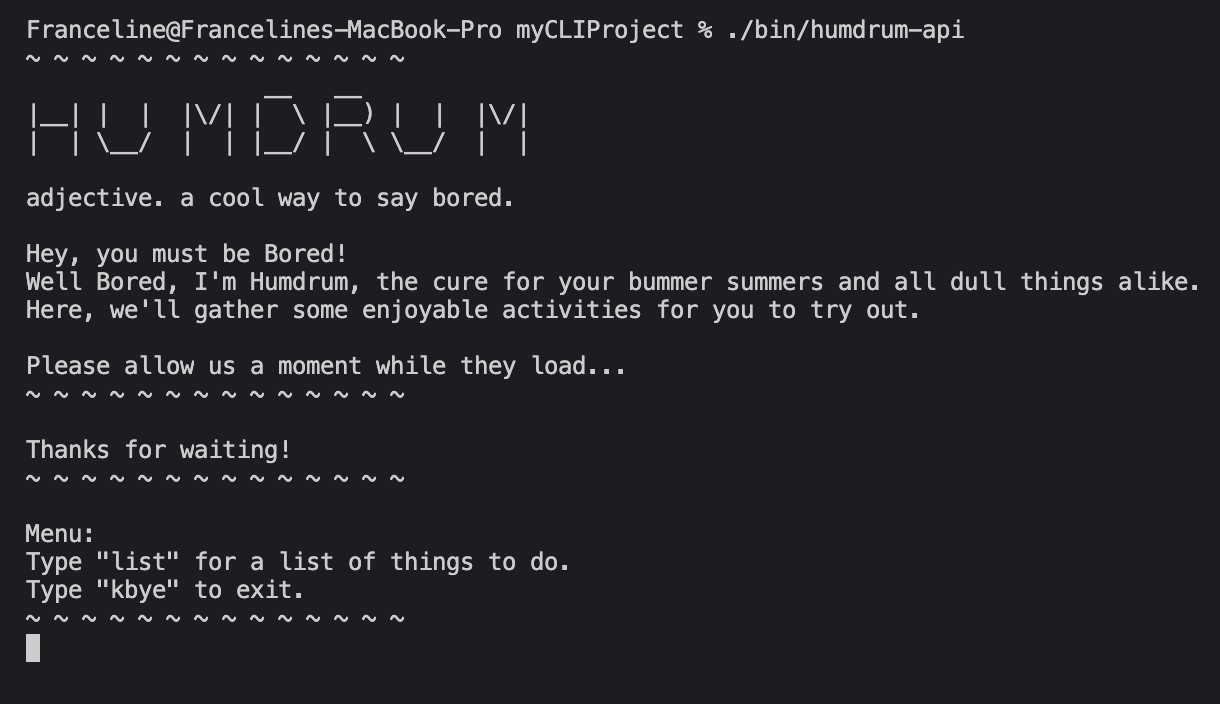 Franceline@Francelines-MacBook-Pro myCLIProject % ./bin/humdrum-api
~ ~ ~ ~ ~ ~ ~ ~ ~ ~ ~ ~ ~ ~
HUMDRUM
adjective. a cool way to say bored.
Hey, you must be Bored!
Well Bored, I'm Humdrum, the cure for your bummer summers and all dull things alike.
Here, we'll gather some enjoyable activities for you to try out.
Please allow us a moment while they load...
~ ~ ~ ~ ~ ~ ~ ~ ~ ~ ~ ~ ~ ~
Thanks for waiting!
~ ~ ~ ~ ~ ~ ~ ~ ~ ~ ~ ~ ~ ~
Menu:
Type "list" for a list of things to do.
Type "kbye" to exit.
~ ~ ~ ~ ~ ~ ~ ~ ~ ~ ~ ~ ~ ~